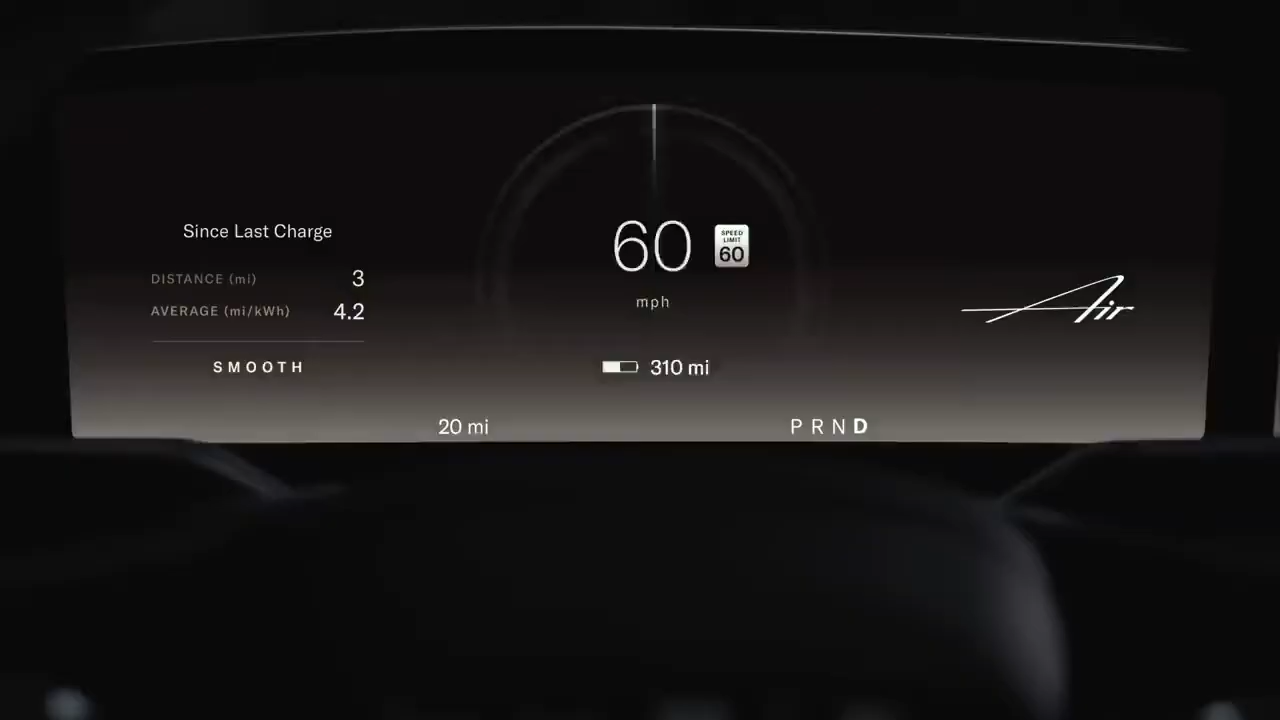 Since Last Charge
DISTANCE (mi) 3
AVERAGE (mi/kWh) 4.2
SMOOTH
60
mph
SPEED
LIMIT
60
310 mi
Air
20 mi
P R N D